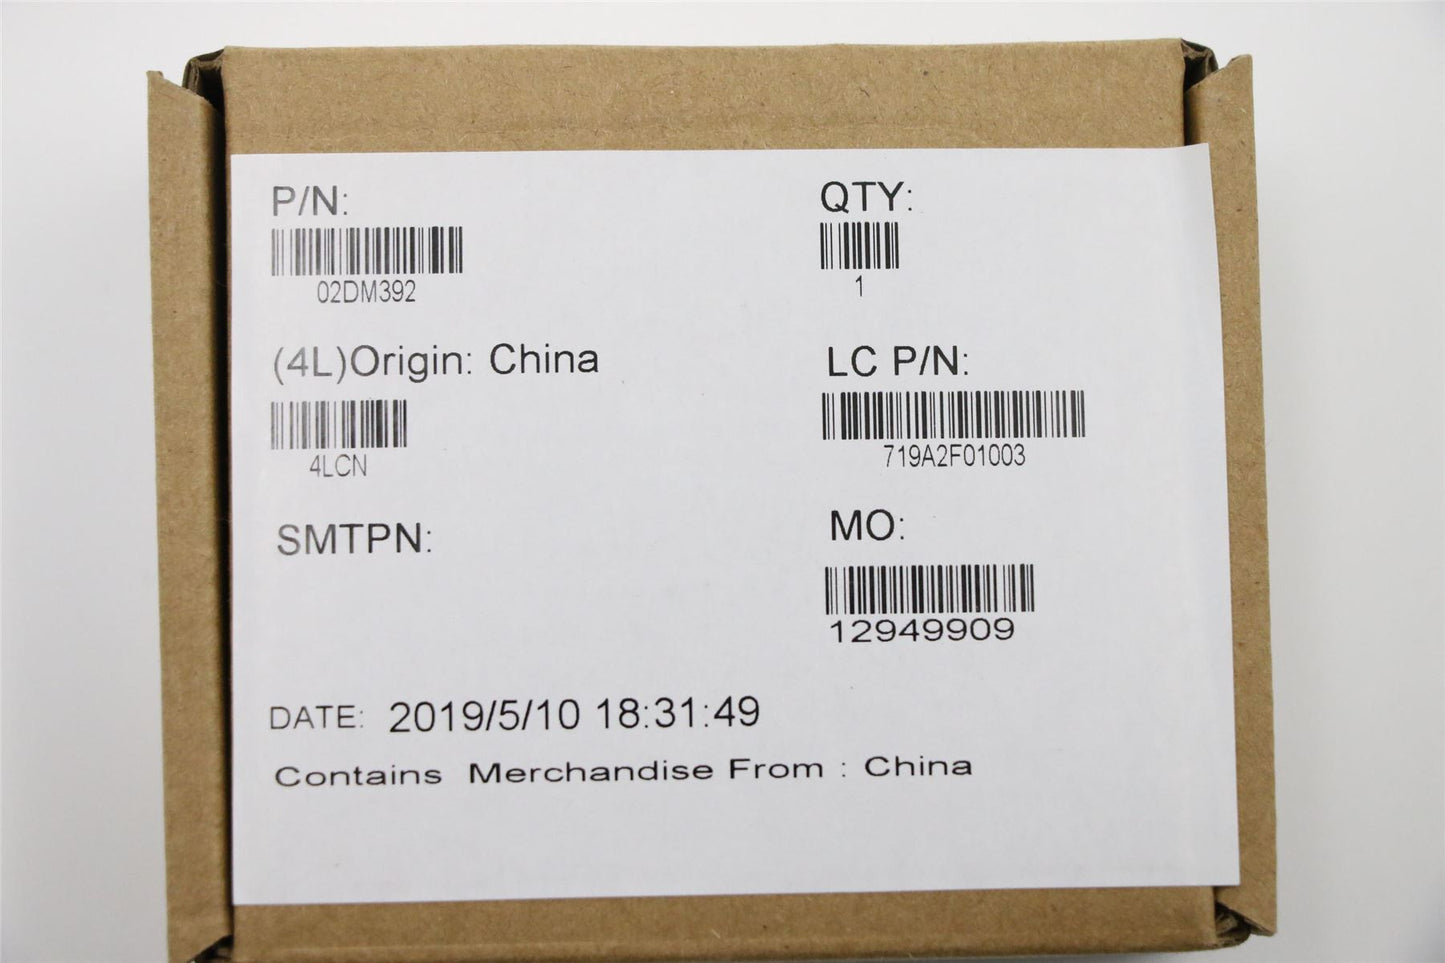 P/N:
02DM392
QTY:
1
(4L)Origin: China
4LCN
LC P/N:
719A2F01003
SMTPN:
MO:
12949909
DATE: 2019/5/10 18:31:49
Contains Merchandise From : China